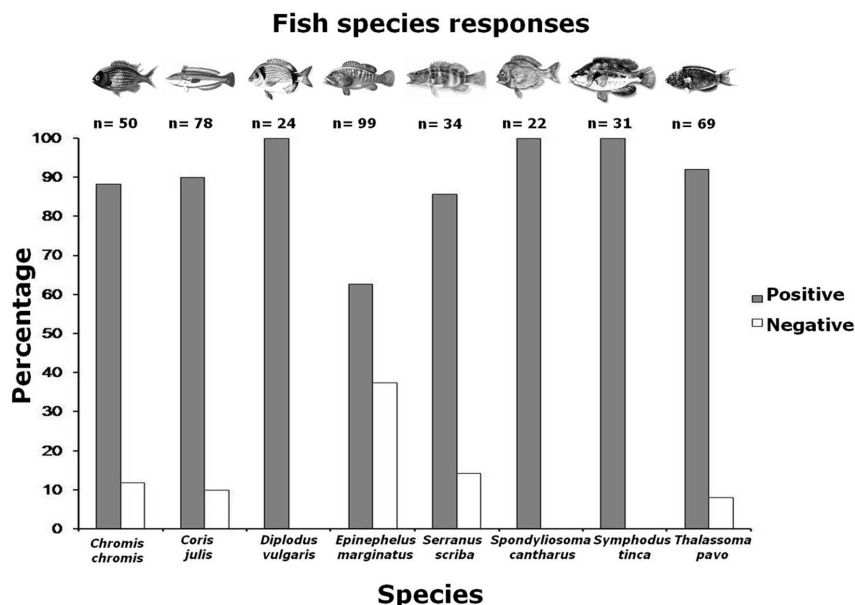 Fish species responses
n= 50 n= 78 n= 24 n= 99 n= 34 n= 22 n= 31 n= 69
100
90
80
70
60
50
40
30
20
10
0
Percentage
Positive
Negative
Chromis chromis
Coris julis
Diplodus vulgaris
Epinephelus marginatus
Serranus scriba
Spondyliosoma cantharus
Symphodus tinca
Thalassoma pavo
Species